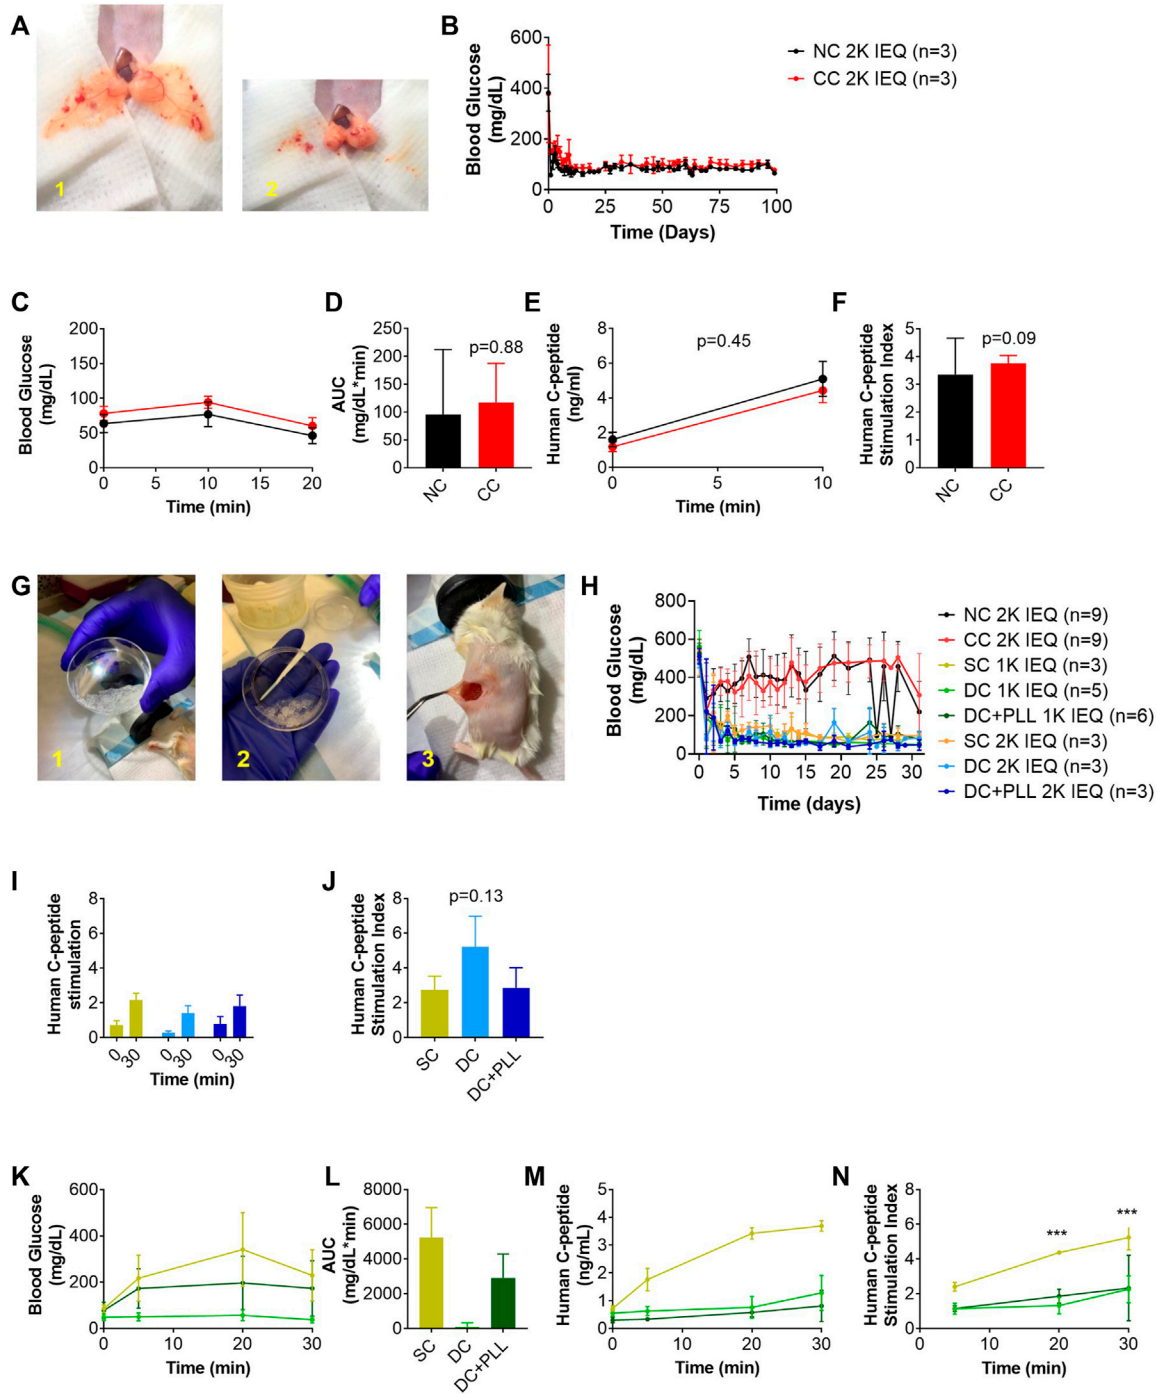 A
1
2
B
Blood Glucose
(mg/dL)
600
400
200
0
0 25 50 75 100
Time (Days)
NC 2K IEQ (n=3)
CC 2K IEQ (n=3)
C
Blood Glucose
(mg/dL)
200
150
100
50
0
0 5 10 15 20
Time (min)
D
AUC
(mg/dL*min)
250
200
150
100
50
0
p=0.88
NC CC
E
Human C-peptide
(ng/ml)
8
6
4
2
0
p=0.45
0 5 10
Time (min)
F
Human C-peptide
Stimulation Index
5
4
3
2
1
0
p=0.09
NC CC
G
1
2
3
H
Blood Glucose
(mg/dL)
800
600
400
200
0
0 5 10 15 20 25 30
Time (days)
NC 2K IEQ (n=9)
CC 2K IEQ (n=9)
SC 1K IEQ (n=3)
DC 1K IEQ (n=5)
DC+PLL 1K IEQ (n=6)
SC 2K IEQ (n=3)
DC 2K IEQ (n=3)
DC+PLL 2K IEQ (n=3)
I
Human C-peptide
stimulation
8
6
4
2
0
0 30 0 30 0 30
Time (min)
J
Human C-peptide
Stimulation Index
8
6
4
2
0
p=0.13
SC DC DC+PLL
K
Blood Glucose
(mg/dL)
600
400
200
0
0 10 20 30
Time (min)
L
AUC
(mg/dL*min)
8000
6000
4000
2000
0
SC DC DC+PLL
M
Human C-peptide
(ng/mL)
5
4
3
2
1
0
0 10 20 30
Time (min)
N
Human C-peptide
Stimulation Index
8
6
4
2
0
*** ***
0 10 20 30
Time (min)